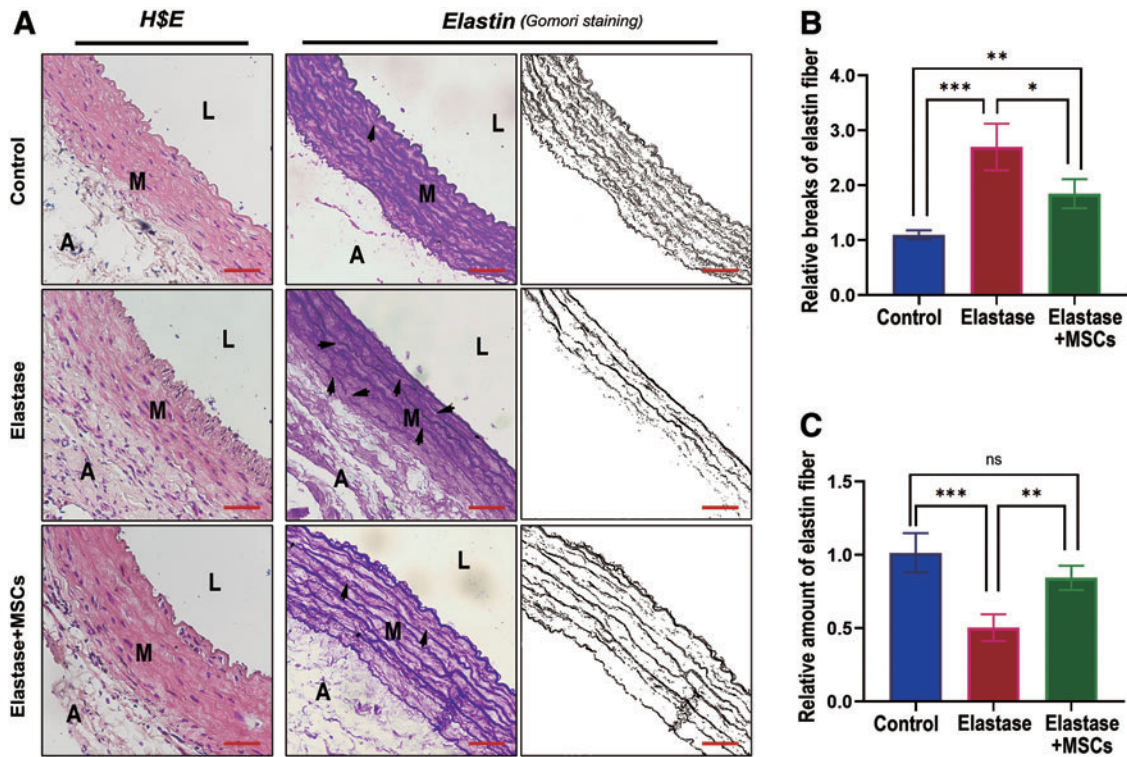 A
H$E
Elastin (Gomori staining)
Control
L
M
A
L
M
A
Elastase
L
M
A
L
M
A
Elastase+MSCs
L
M
A
L
M
A
B
Relative breaks of elastin fiber
4.0
3.0
2.0
1.0
0.0
**
*** *
Control Elastase Elastase
+MSCs
C
Relative amount of elastin fiber
1.5
1.0
0.5
0.0
ns
*** **
Control Elastase Elastase
+MSCs